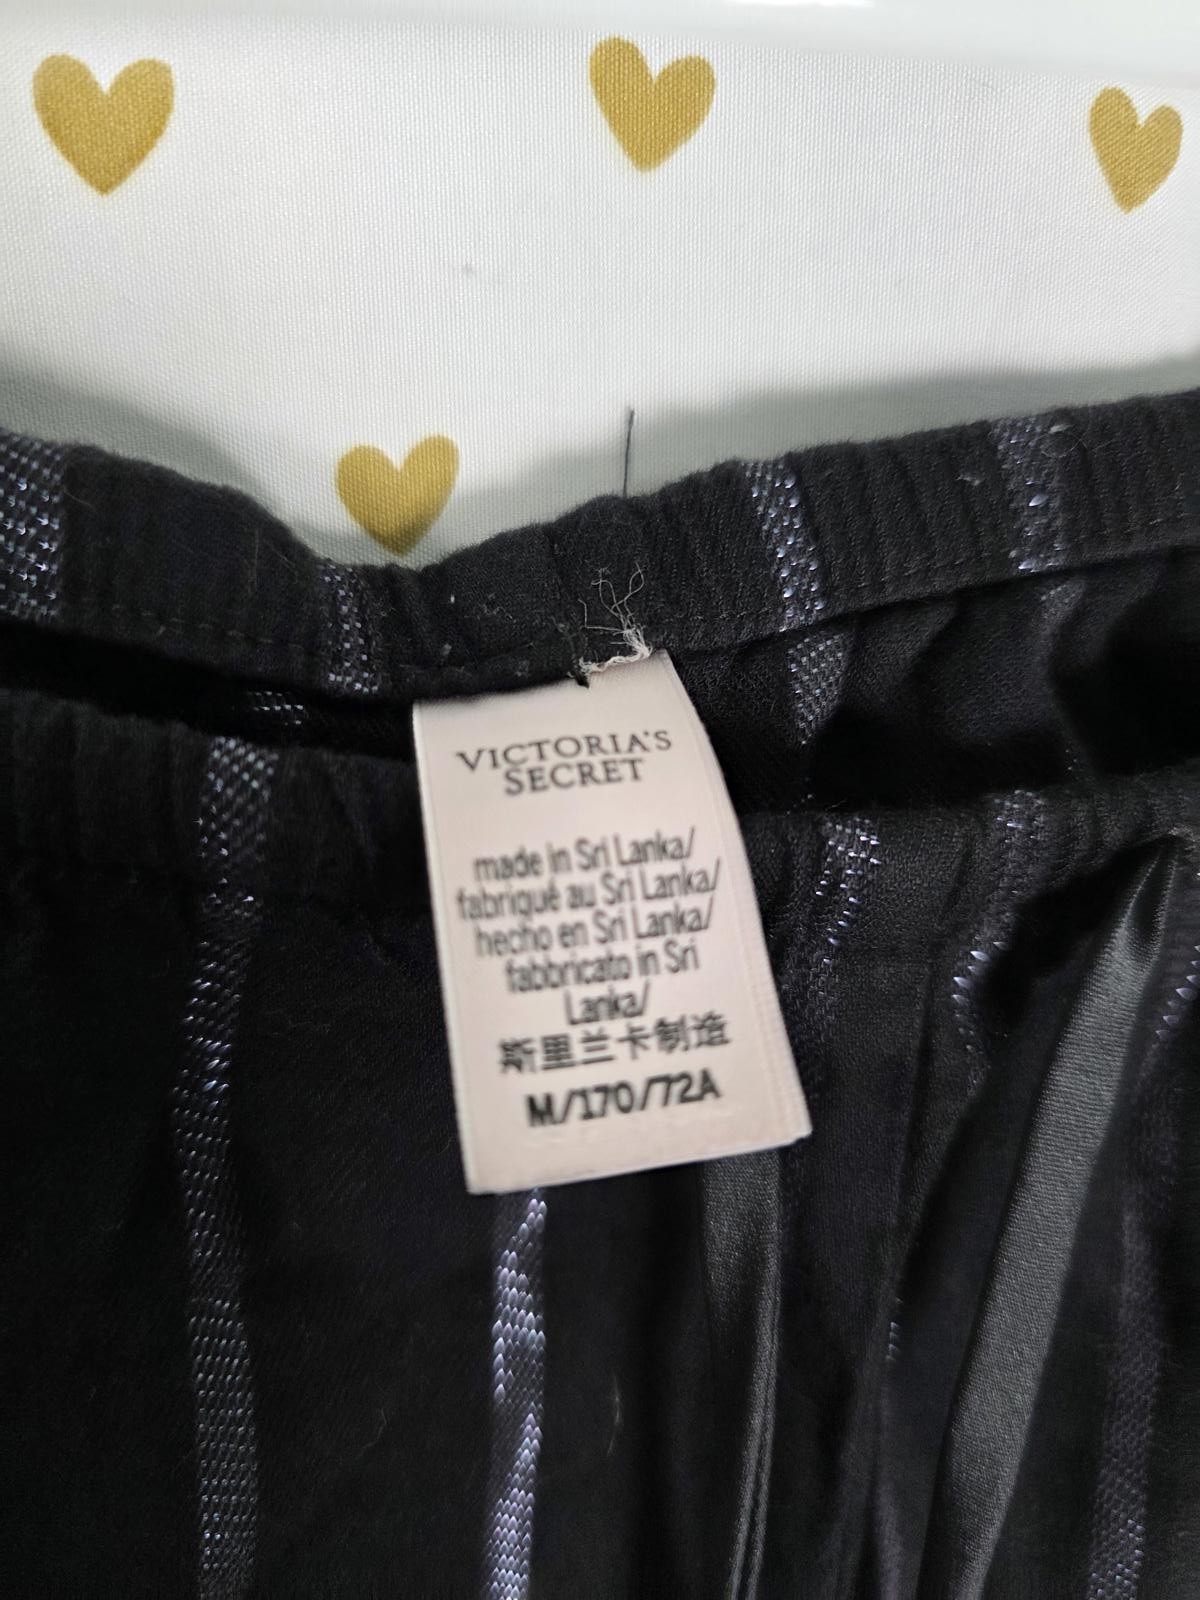 VICTORIA'S
SECRET
made in Sri Lanka/
fabriqué au Sri Lanka/
hecho en Sri Lanka/
fabbricato in Sri
Lanka/
斯里兰卡制造
M/170/72A